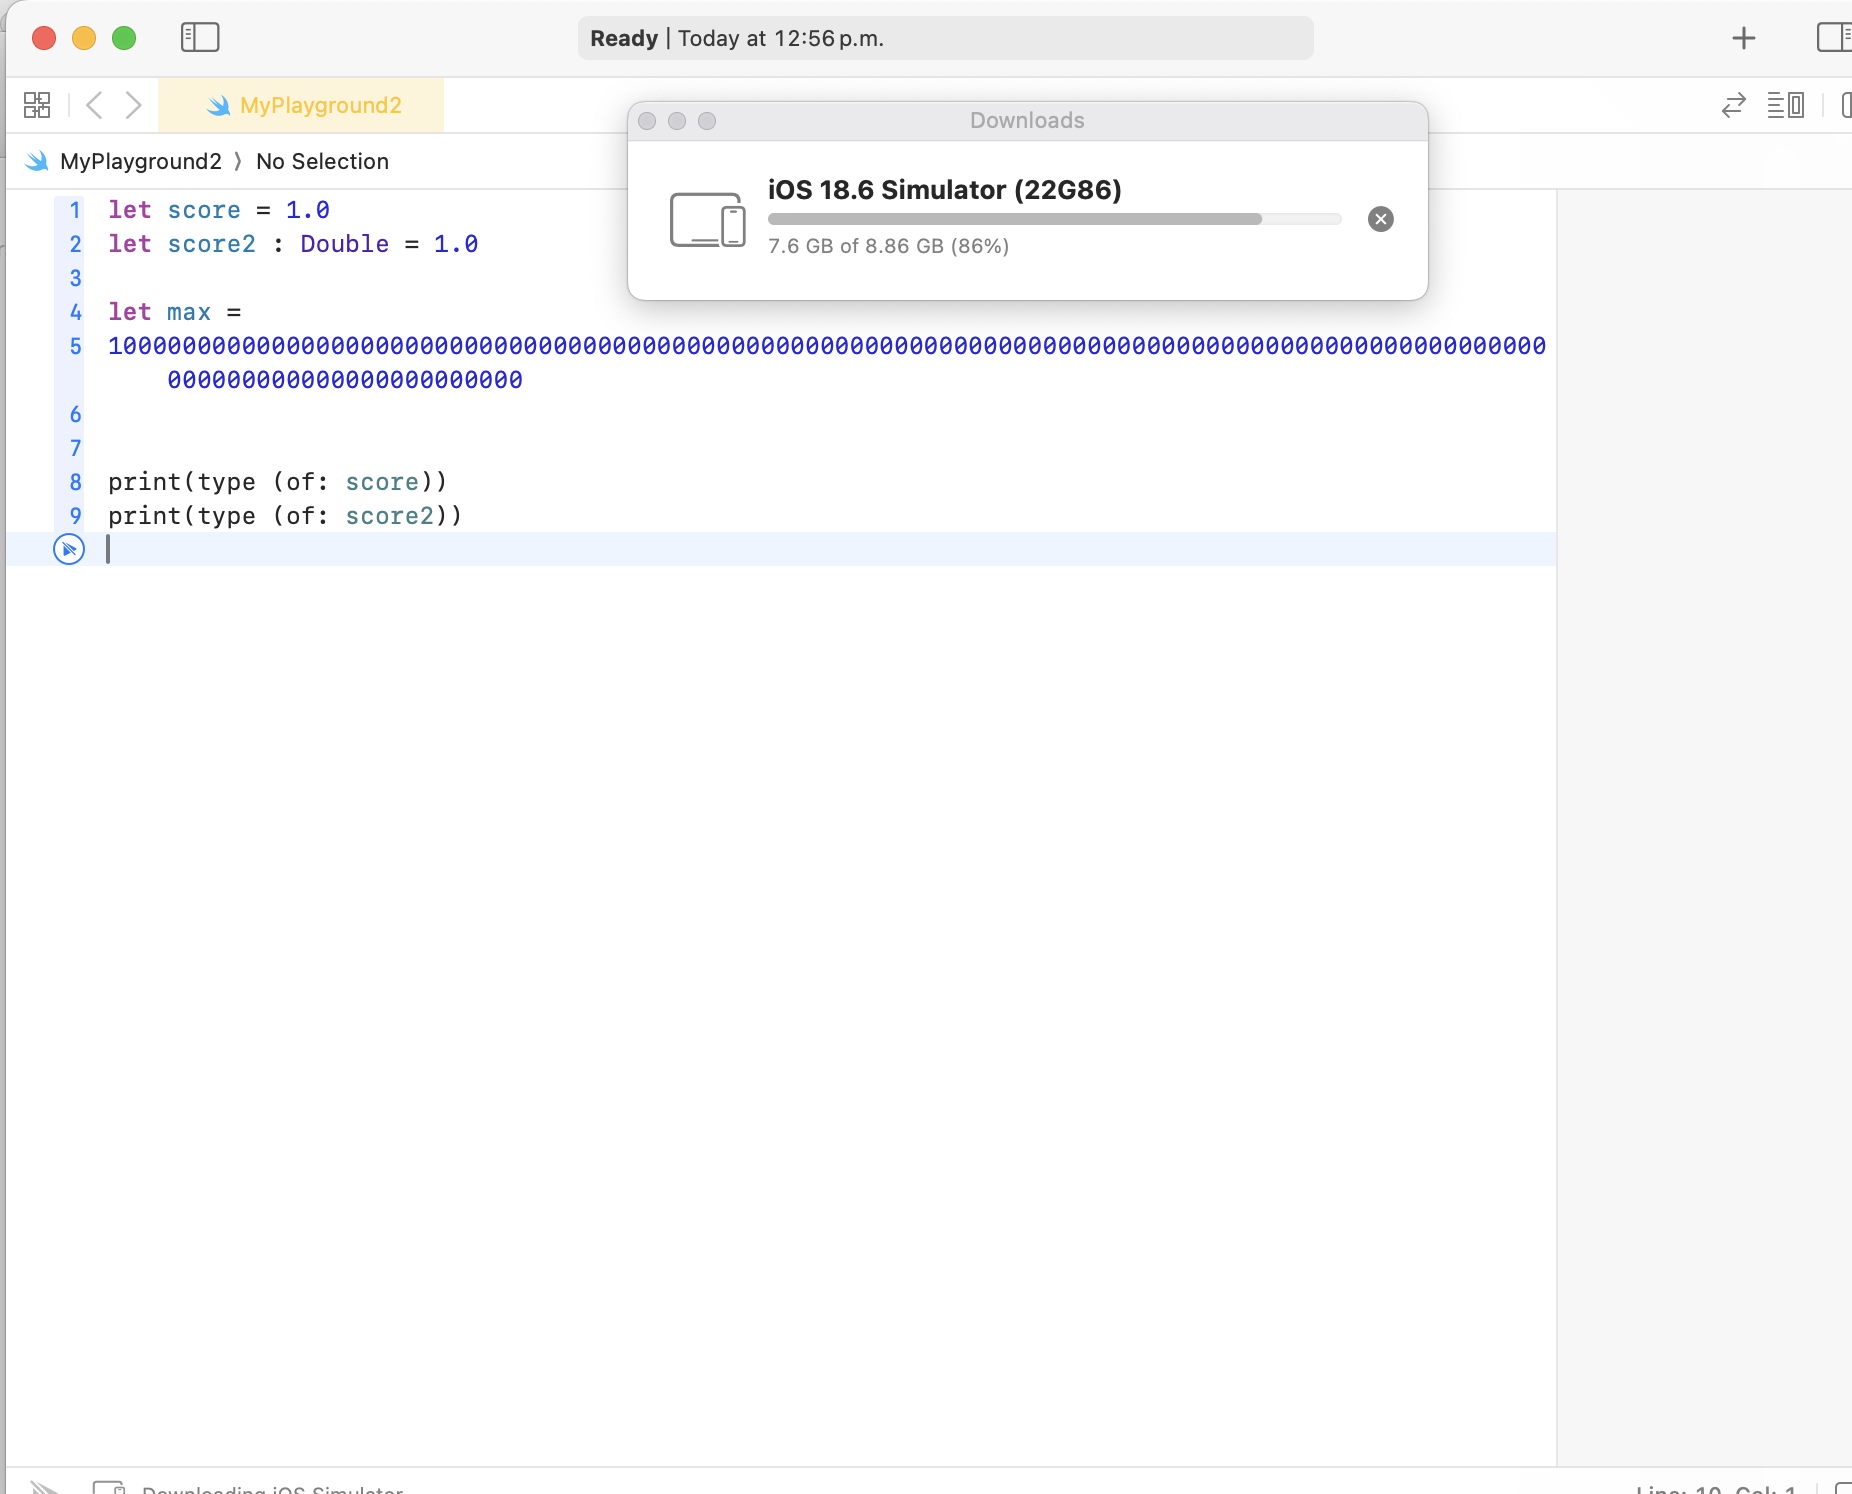 Ready | Today at 12:56 p.m.
MyPlayground2
Downloads
MyPlayground2 ⟩ No Selection
iOS 18.6 Simulator (22G86)
7.6 GB of 8.86 GB (86%)
1 let score = 1.0
2 let score2 : Double = 1.0
3
4 let max =
5 1000000000000000000000000000000000000000000000000000000000000000000000000000000000000000000000000
000000000000000000000000
6
7
8 print(type (of: score))
9 print(type (of: score2))
Downloading iOS Simulator
Line: 10 Col: 1